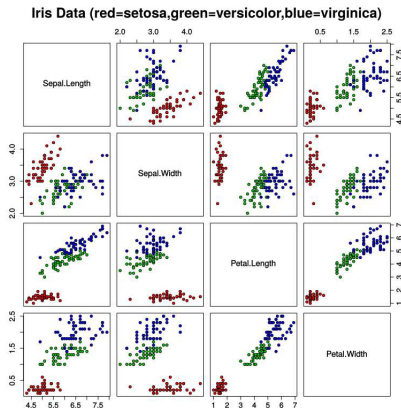 Iris Data (red=setosa,green=versicolor,blue=virginica)
2.0 3.0 4.0 0.5 1.5 2.5
Sepal.Length
4.5 5.5 6.5 7.5
2.0 3.0 4.0
Sepal.Width
Petal.Length
1 2 3 4 5 6 7
0.5 1.5 2.5
Petal.Width
4.5 5.5 6.5 7.5 1 2 3 4 5 6 7